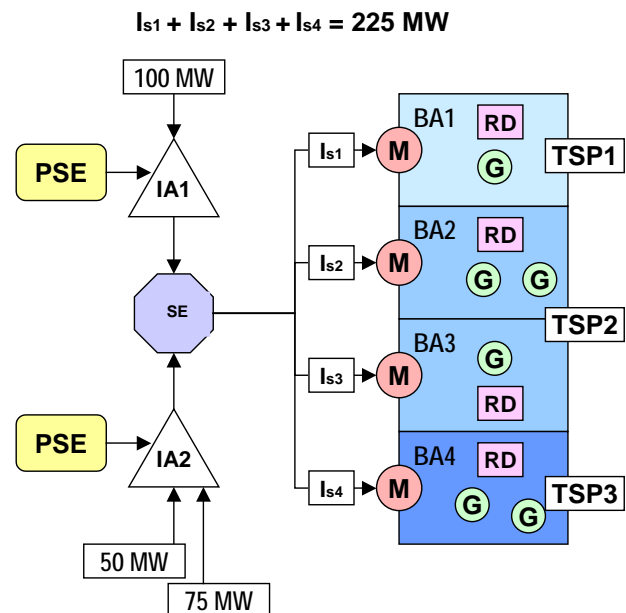 Is1 + Is2 + Is3 + Is4 = 225 MW
100 MW
PSE
IA1
SE
PSE
IA2
50 MW
75 MW
Is1
M
BA1
RD
G
TSP1
Is2
M
BA2
RD
G G
TSP2
Is3
M
BA3
G
RD
Is4
M
BA4
RD
G
G
TSP3